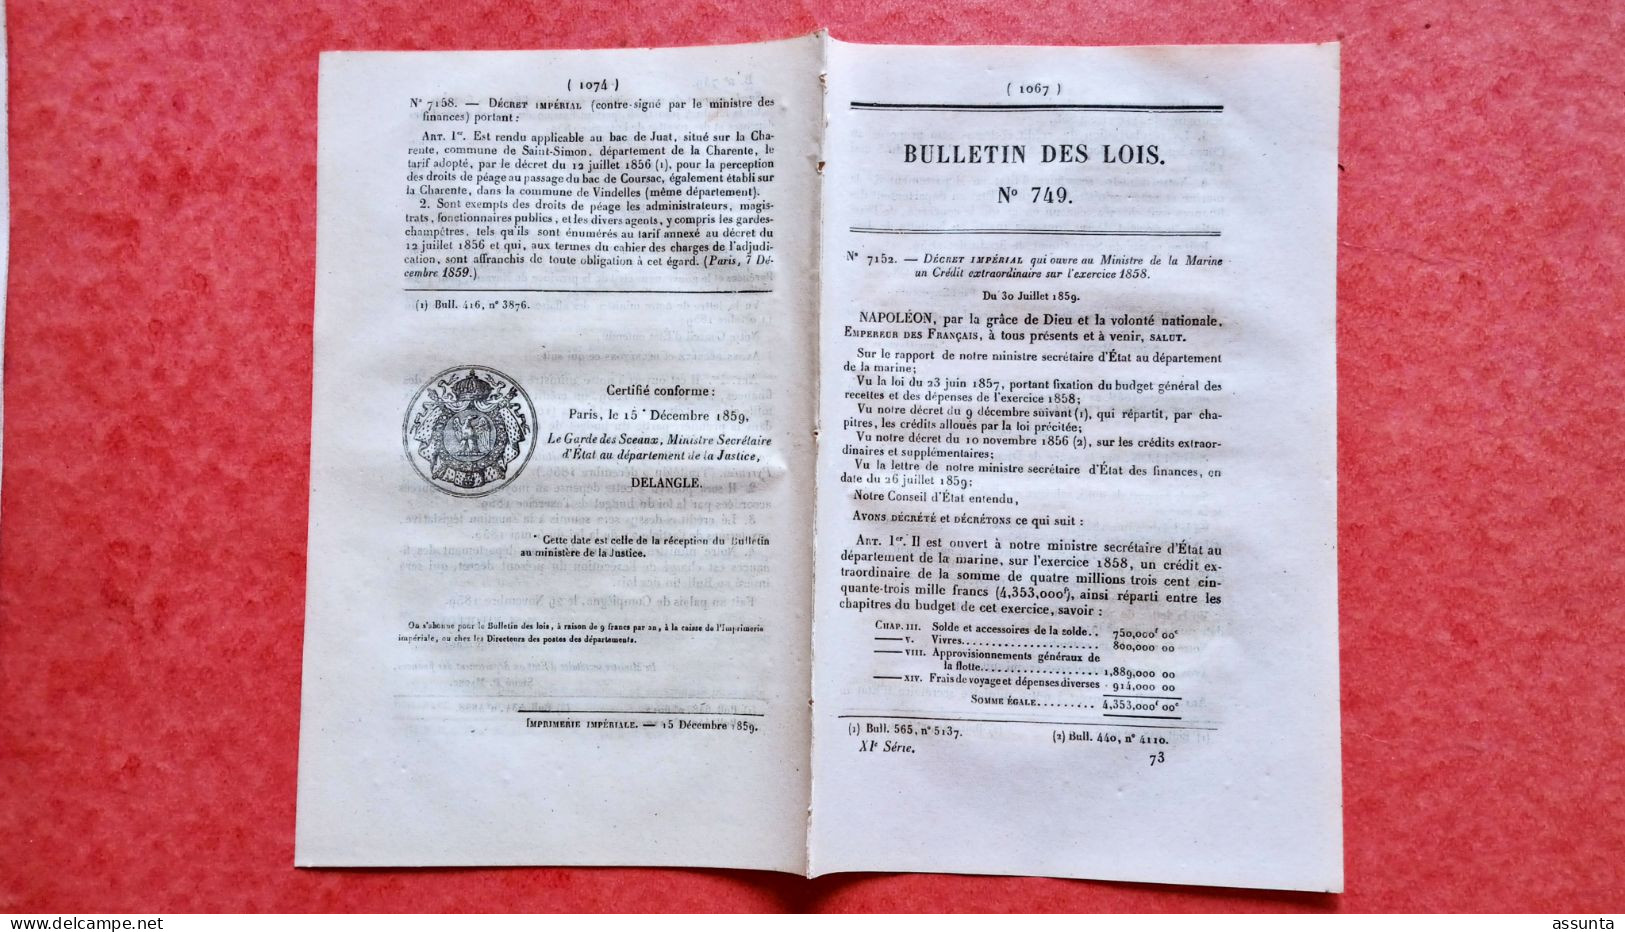 ( 1074 )
N° 7158. — DÉCRET IMPÉRIAL (contre-signé par le ministre des
finances) portant :
ART. 1er. Est rendu applicable au bac de Juat, situé sur la Cha-
rente, commune de Saint-Simon, département de la Charente, le
tarif adopté, par le décret du 12 juillet 1856 (1), pour la perception
des droits de péage au passage du bac de Coursac, également établi sur
la Charente, dans la commune de Vindelles (même département).
2. Sont exempts des droits de péage les administrateurs, magis-
trats, fonctionnaires publics, et les divers agents, y compris les gardes-
champêtres, tels qu'ils sont énumérés au tarif annexé au décret du
12 juillet 1856 et qui, aux termes du cahier des charges de l'adjudi-
cation, sont affranchis de toute obligation à cet égard. (Paris, 7 Dé-
cembre 1859.)
(1) Bull. 416, n° 3876.
Certifié conforme :
Paris, le 15 * Décembre 1859,
Le Garde des Sceaux, Ministre Secrétaire
d'État au département de la Justice,
DELANGLE.
* Cette date est celle de la réception du Bulletin
au ministère de la Justice.
On s'abonne pour le Bulletin des lois, à raison de 9 francs par an, à la caisse de l'Imprimerie
impériale, ou chez les Directeurs des postes des départements.
IMPRIMERIE IMPÉRIALE. — 15 Décembre 1859.
( 1067 )
BULLETIN DES LOIS.
N° 749.
N° 7152. — DÉCRET IMPÉRIAL qui ouvre au Ministre de la Marine
un Crédit extraordinaire sur l'exercice 1858.
Du 30 Juillet 1859.
NAPOLÉON, par la grâce de Dieu et la volonté nationale,
EMPEREUR DES FRANÇAIS, à tous présents et à venir, SALUT.
Sur le rapport de notre ministre secrétaire d'État au département
de la marine;
Vu la loi du 23 juin 1857, portant fixation du budget général des
recettes et des dépenses de l'exercice 1858;
Vu notre décret du 9 décembre suivant (1), qui répartit, par cha-
pitres, les crédits alloués par la loi précitée;
Vu notre décret du 10 novembre 1856 (2), sur les crédits extraor-
dinaires et supplémentaires;
Vu la lettre de notre ministre secrétaire d'État des finances, en
date du 26 juillet 1859;
Notre Conseil d'État entendu,
AVONS DÉCRÉTÉ et DÉCRÉTONS ce qui suit :
ART. 1er. Il est ouvert à notre ministre secrétaire d'État au
département de la marine, sur l'exercice 1858, un crédit ex-
traordinaire de la somme de quatre millions trois cent cin-
quante-trois mille francs (4,353,000f), ainsi réparti entre les
chapitres du budget de cet exercice, savoir :
CHAP. III. Solde et accessoires de la solde.. 750,000f 00c
—— V. Vivres...................... 800,000 00
—— VIII. Approvisionnements généraux de
la flotte.................... 1,889,000 00
—— XIV. Frais de voyage et dépenses diverses . 914,000 00
SOMME ÉGALE......... 4,353,000f 00c
(1) Bull. 565, n° 5137. (2) Bull. 440, n° 4110.
XIe Série. 73
assunta